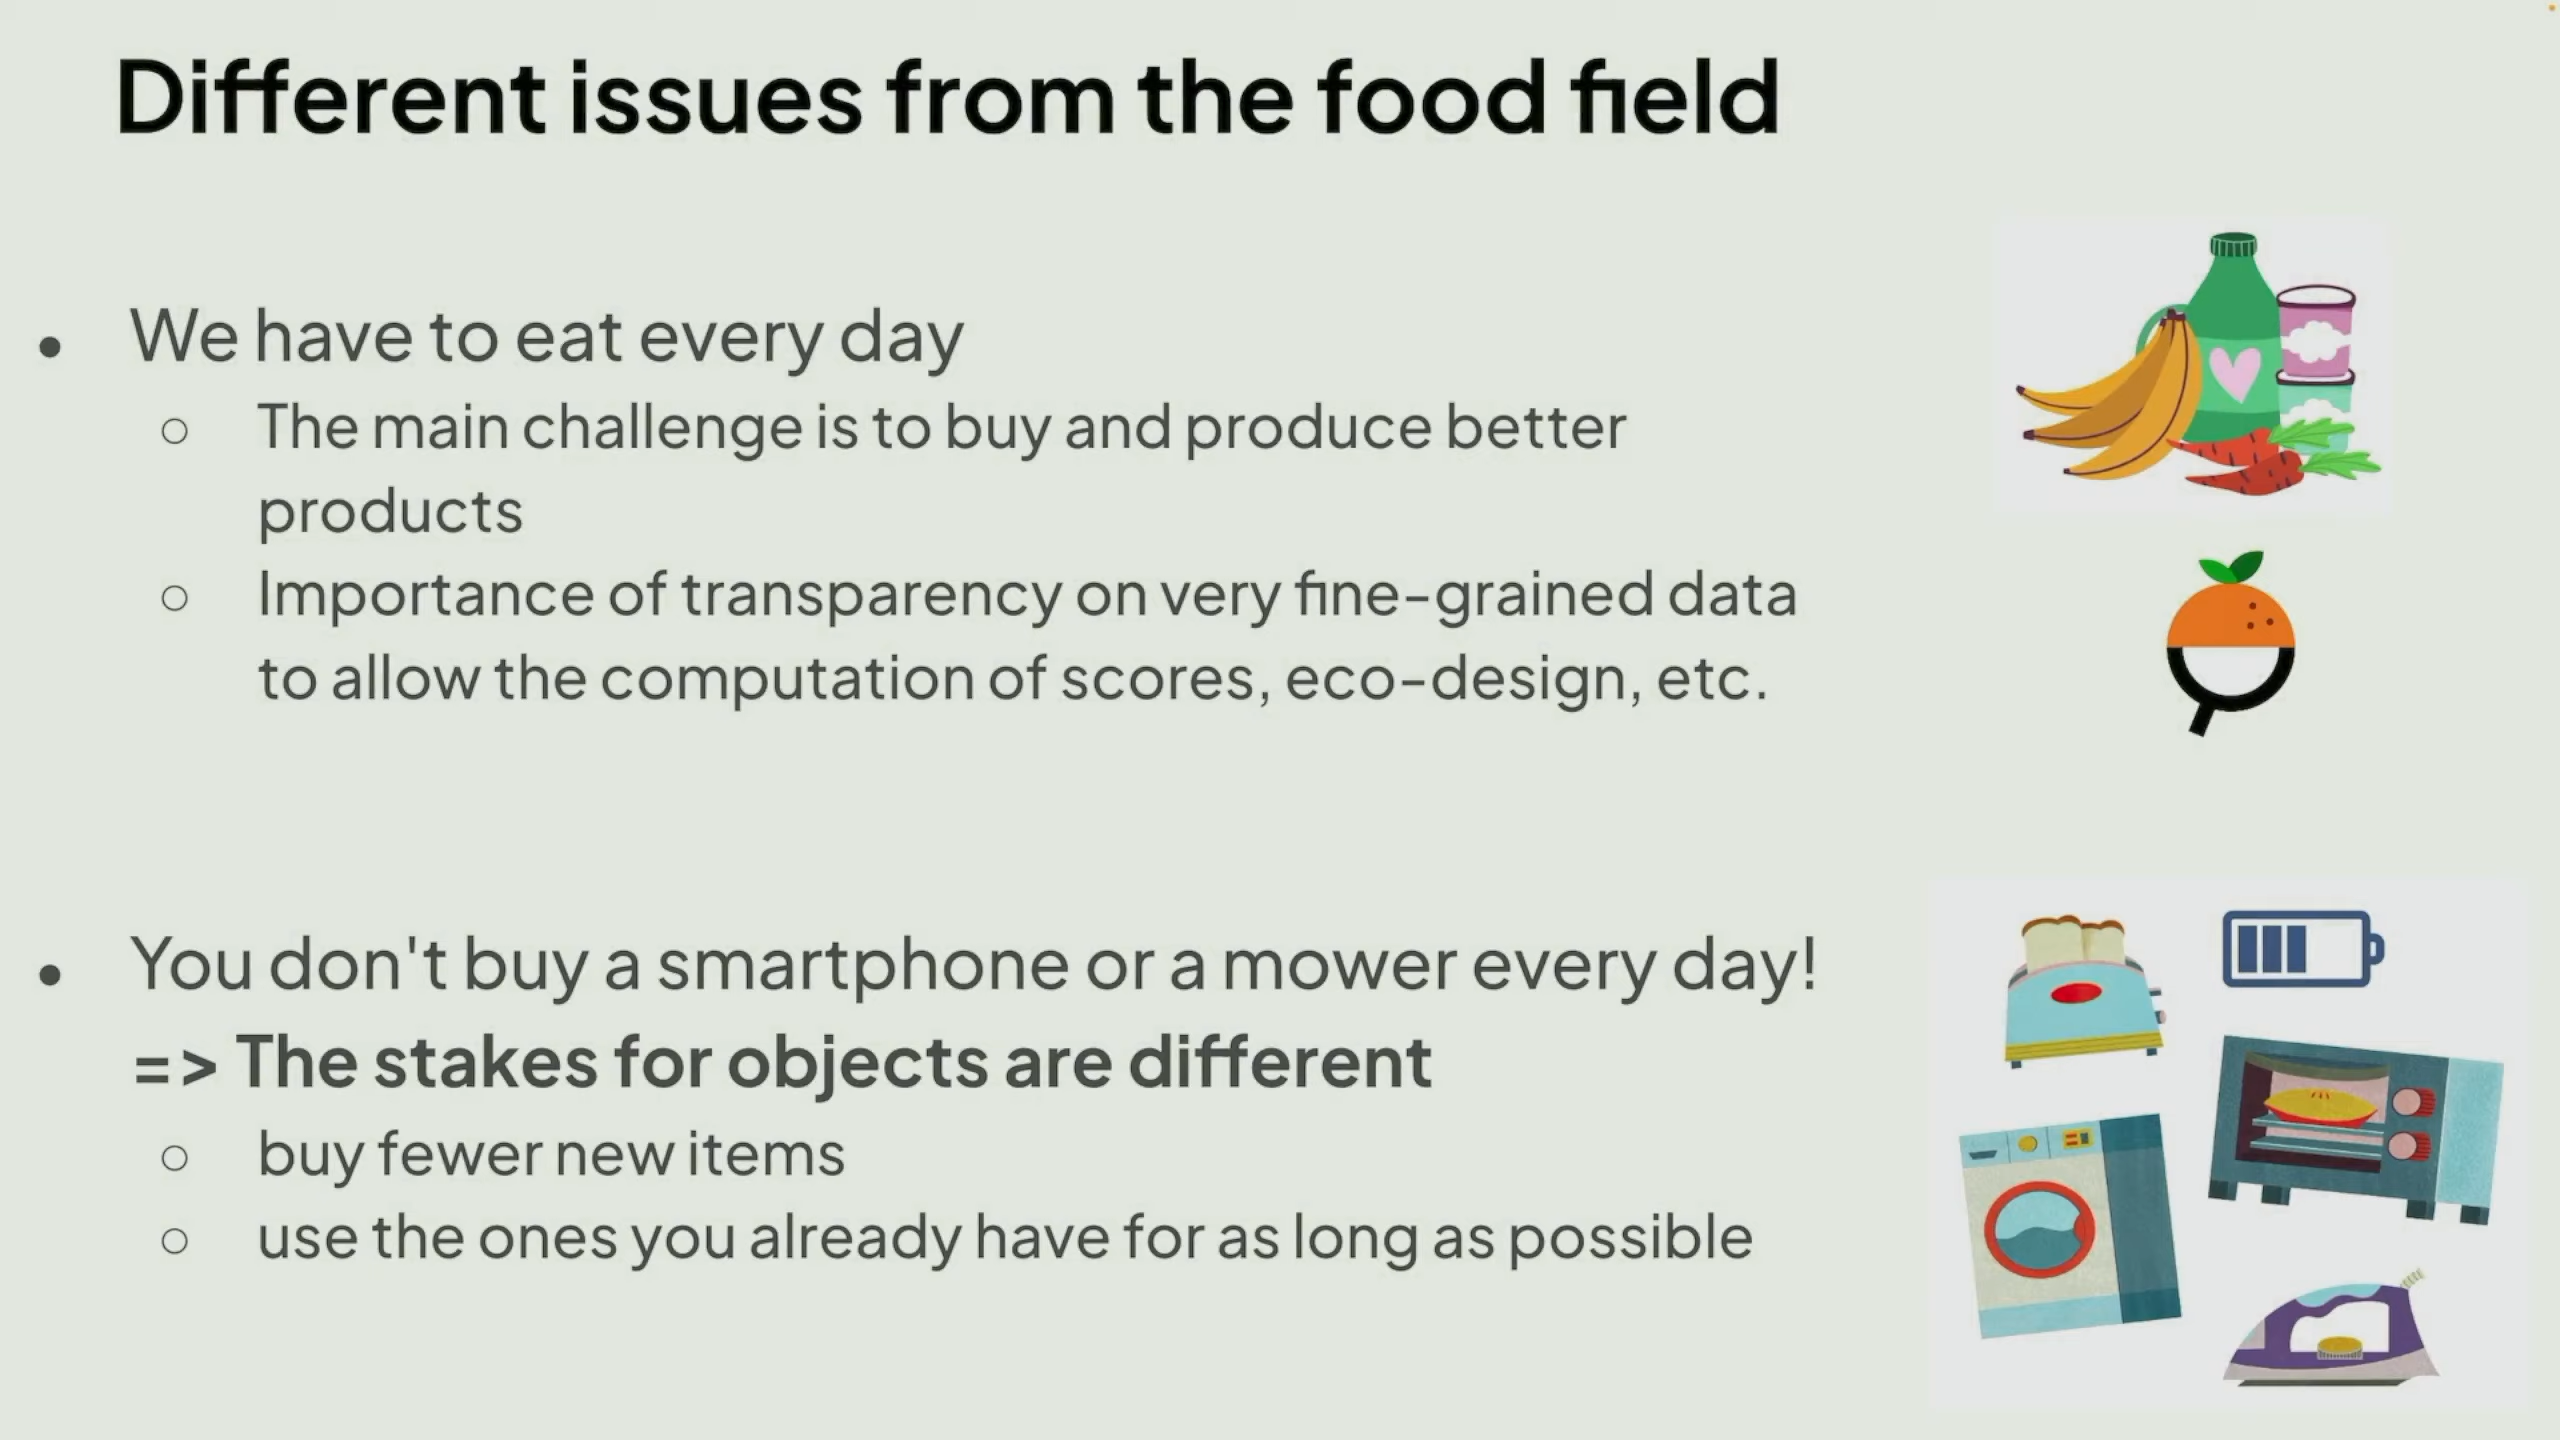 Different issues from the food field
• We have to eat every day
○ The main challenge is to buy and produce better
products
○ Importance of transparency on very fine-grained data
to allow the computation of scores, eco-design, etc.
• You don't buy a smartphone or a mower every day!
=> The stakes for objects are different
○ buy fewer new items
○ use the ones you already have for as long as possible